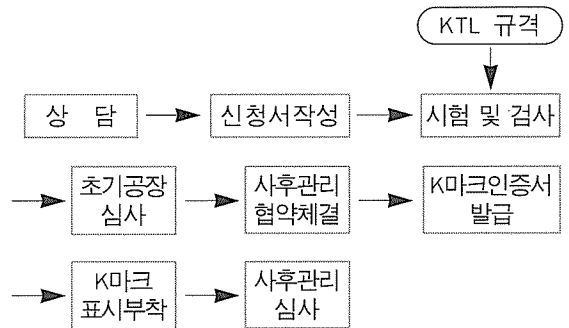 KTL 규격
상 담
신청서작성
시험 및 검사
초기공장
심사
사후관리
협약체결
K마크인증서
발급
K마크
표시부착
사후관리
심사